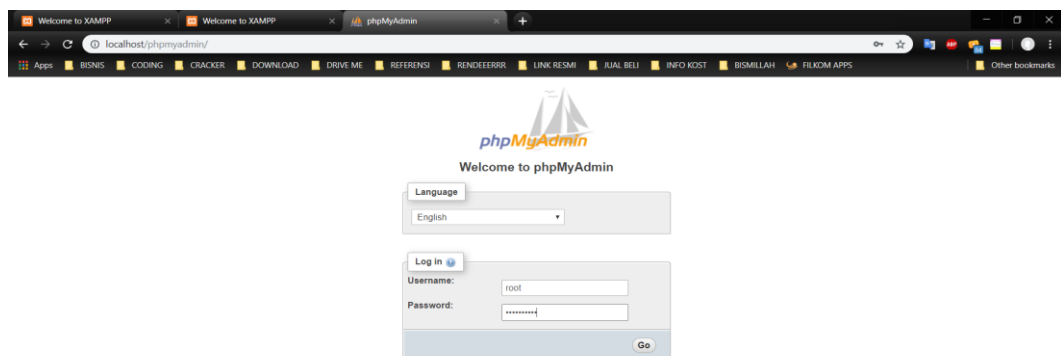 Welcome to XAMPP Welcome to XAMPP phpMyAdmin
localhost/phpmyadmin/
Apps BISNIS CODING CRACKER DOWNLOAD DRIVE ME REFERENSI RENDEEERRR LINK RESMI JUAL BELI INFO KOST BISMILLAH FILKOM APPS Other bookmarks
phpMyAdmin
Welcome to phpMyAdmin
Language
English
Log in
Username:
root
Password:
••••••••••
Go